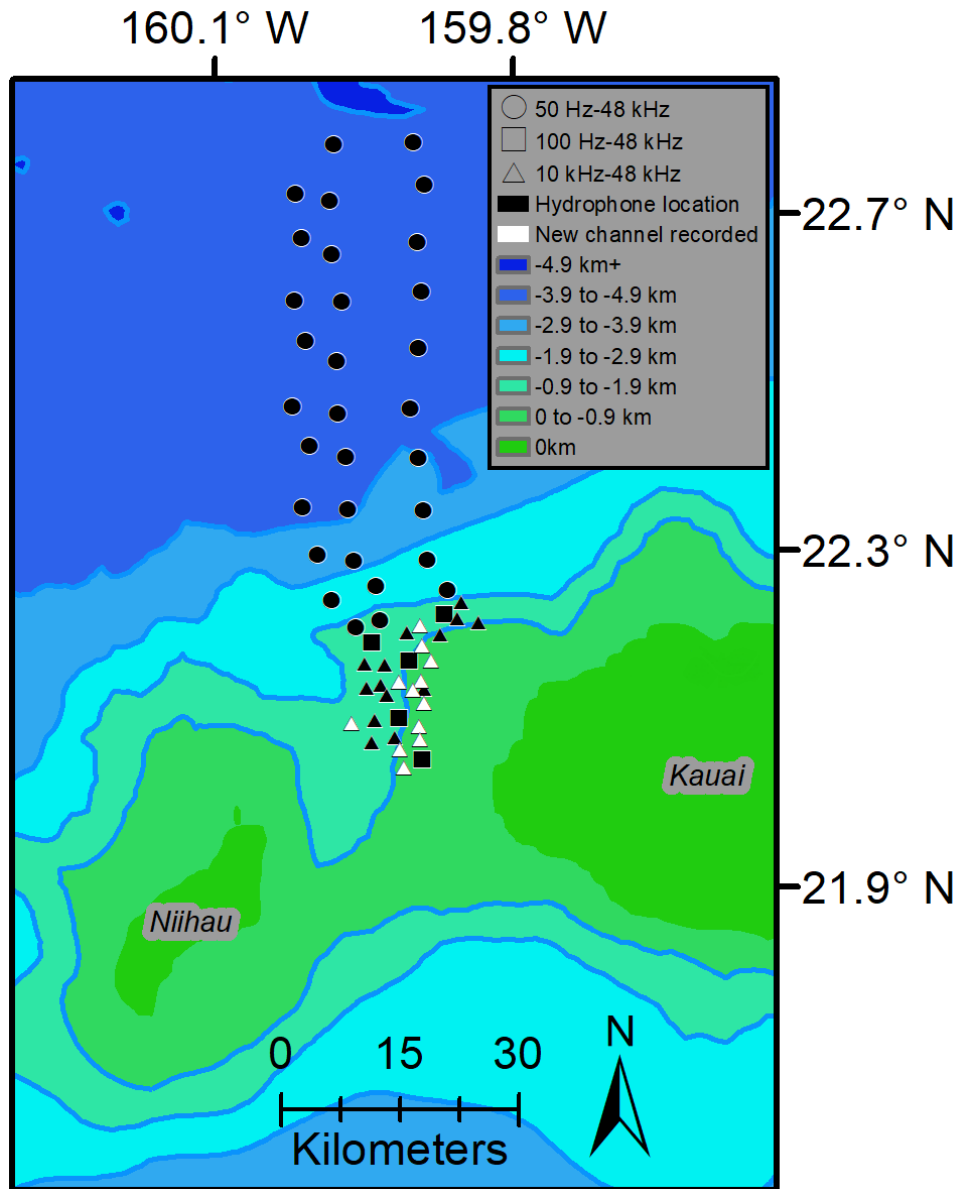 160.1° W 159.8° W
50 Hz-48 kHz
100 Hz-48 kHz
10 kHz-48 kHz
Hydrophone location
New channel recorded
-4.9 km+
-3.9 to -4.9 km
-2.9 to -3.9 km
-1.9 to -2.9 km
-0.9 to -1.9 km
0 to -0.9 km
0km
22.7° N
22.3° N
Kauai
21.9° N
Niihau
0 15 30
Kilometers
N